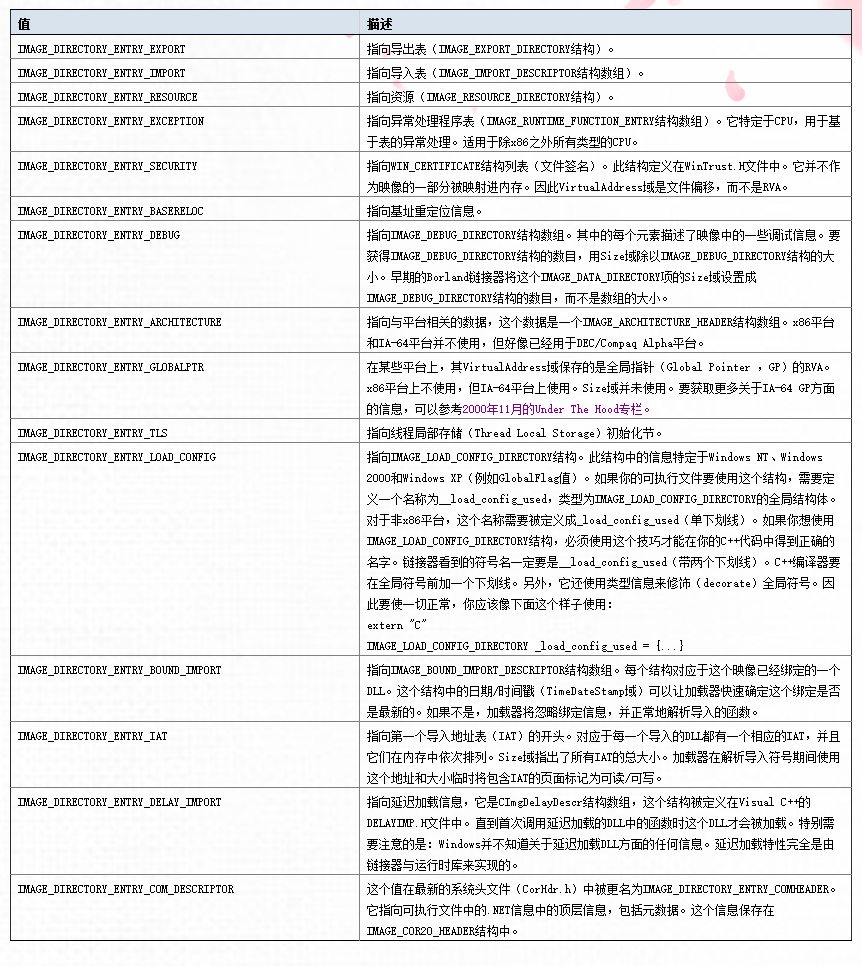 值 描述
IMAGE_DIRECTORY_ENTRY_EXPORT 指向导出表（IMAGE_EXPORT_DIRECTORY结构）。
IMAGE_DIRECTORY_ENTRY_IMPORT 指向导入表（IMAGE_IMPORT_DESCRIPTOR结构数组）。
IMAGE_DIRECTORY_ENTRY_RESOURCE 指向资源（IMAGE_RESOURCE_DIRECTORY结构）。
IMAGE_DIRECTORY_ENTRY_EXCEPTION 指向异常处理程序表（IMAGE_RUNTIME_FUNCTION_ENTRY结构数组）。它特定于CPU，用于基
于表的异常处理。适用于除x86之外所有类型的CPU。
IMAGE_DIRECTORY_ENTRY_SECURITY 指向WIN_CERTIFICATE结构列表（文件签名）。此结构定义在WinTrust.H文件中。它并不作
为映像的一部分被映射进内存。因此VirtualAddress域是文件偏移，而不是RVA。
IMAGE_DIRECTORY_ENTRY_BASERELOC 指向基址重定位信息。
IMAGE_DIRECTORY_ENTRY_DEBUG 指向IMAGE_DEBUG_DIRECTORY结构数组。其中的每个元素描述了映像中的一些调试信息。要
获得IMAGE_DEBUG_DIRECTORY结构的数目，用Size域除以IMAGE_DEBUG_DIRECTORY结构的大
小。早期的Borland链接器将这个IMAGE_DATA_DIRECTORY项的Size域设置成
IMAGE_DEBUG_DIRECTORY结构的数目，而不是数组的大小。
IMAGE_DIRECTORY_ENTRY_ARCHITECTURE 指向与平台相关的数据，这个数据是一个IMAGE_ARCHITECTURE_HEADER结构数组。x86平台
和IA-64平台并不使用，但好像已经用于DEC/Compaq Alpha平台。
IMAGE_DIRECTORY_ENTRY_GLOBALPTR 在某些平台上，其VirtualAddress域保存的是全局指针（Global Pointer ，GP）的RVA。
x86平台上不使用，但IA-64平台上使用。Size域并未使用。要获取更多关于IA-64 GP方面
的信息，可以参考2000年11月的Under The Hood专栏。
IMAGE_DIRECTORY_ENTRY_TLS 指向线程局部存储（Thread Local Storage）初始化节。
IMAGE_DIRECTORY_ENTRY_LOAD_CONFIG 指向IMAGE_LOAD_CONFIG_DIRECTORY结构。此结构中的信息特定于Windows NT、Windows
2000和Windows XP（例如GlobalFlag值）。如果你的可执行文件要使用这个结构，需要定
义一个名称为__load_config_used，类型为IMAGE_LOAD_CONFIG_DIRECTORY的全局结构体。
对于非x86平台，这个名称需要被定义成_load_config_used（单下划线）。如果你想使用
IMAGE_LOAD_CONFIG_DIRECTORY结构，必须使用这个技巧才能在你的C++代码中得到正确的
名字。链接器看到的符号名一定要是__load_config_used（带两个下划线）。C++编译器要
在全局符号前加一个下划线。另外，它还使用类型信息来修饰（decorate）全局符号。因
此要使一切正常，你应该像下面这个样子使用：
extern "C"
IMAGE_LOAD_CONFIG_DIRECTORY _load_config_used = {...}
IMAGE_DIRECTORY_ENTRY_BOUND_IMPORT 指向IMAGE_BOUND_IMPORT_DESCRIPTOR结构数组。每个结构对应于这个映像已经绑定的一个
DLL。这个结构中的日期/时间戳（TimeDateStamp域）可以让加载器快速确定这个绑定是否
是最新的。如果不是，加载器将忽略绑定信息，并正常地解析导入的函数。
IMAGE_DIRECTORY_ENTRY_IAT 指向第一个导入地址表（IAT）的开头。对应于每一个导入的DLL都有一个相应的IAT，并且
它们在内存中依次排列。Size域指出了所有IAT的总大小。加载器在解析导入符号期间使用
这个地址和大小临时将包含IAT的页面标记为可读/可写。
IMAGE_DIRECTORY_ENTRY_DELAY_IMPORT 指向延迟加载信息，它是CImgDelayDescr结构数组，这个结构被定义在Visual C++的
DELAYIMP.H文件中。直到首次调用延迟加载的DLL中的函数时这个DLL才会被加载。特别需
要注意的是：Windows并不知道关于延迟加载DLL方面的任何信息。延迟加载特性完全是由
链接器与运行时库来实现的。
IMAGE_DIRECTORY_ENTRY_COM_DESCRIPTOR 这个值在最新的系统头文件（CorHdr.h）中被更名为IMAGE_DIRECTORY_ENTRY_COMHEADER。
它指向可执行文件中的.NET信息中的顶层信息，包括元数据。这个信息保存在
IMAGE_COR20_HEADER结构中。